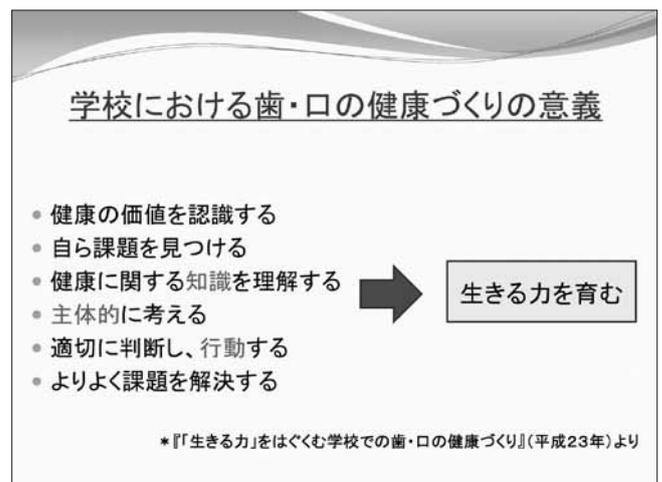 学校における歯・口の健康づくりの意義
● 健康の価値を認識する
● 自ら課題を見つける
● 健康に関する知識を理解する
● 主体的に考える
● 適切に判断し、行動する
● よりよく課題を解決する
生きる力を育む
＊『「生きる力」をはぐくむ学校での歯・口の健康づくり』(平成23年)より